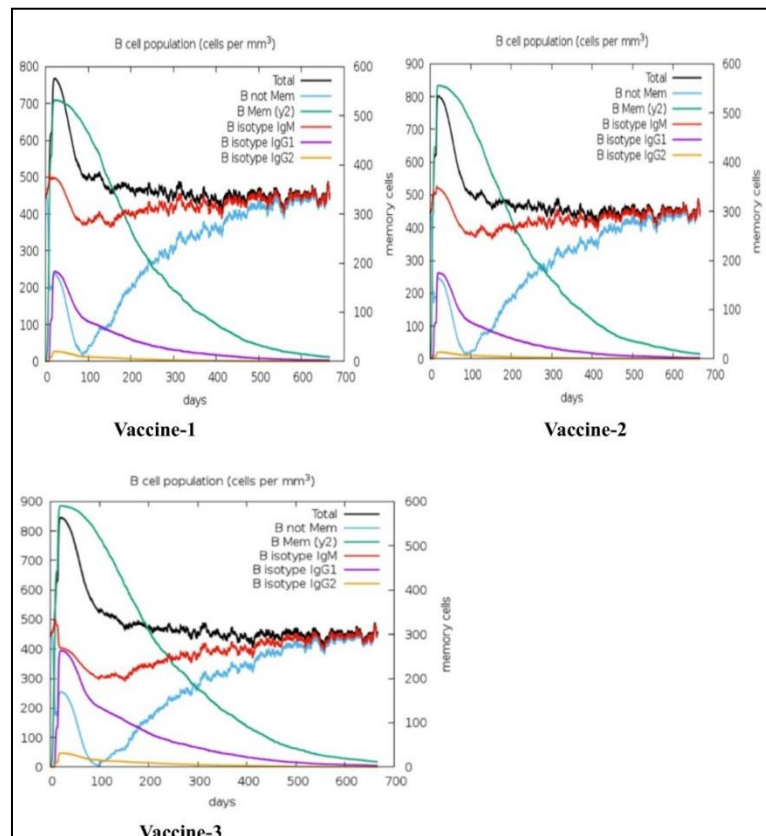 B cell population (cells per mm³)
800
700
600
500
400
300
200
100
0
Total
B not Mem
B Mem (y2)
B isotype IgM
B isotype IgG1
B isotype IgG2
600
500
400
300
200
100
0
memory cells
0 100 200 300 400 500 600 700
days
Vaccine-1
B cell population (cells per mm³)
900
800
700
600
500
400
300
200
100
0
Total
B not Mem
B Mem (y2)
B isotype IgM
B isotype IgG1
B isotype IgG2
600
500
400
300
200
100
0
memory cells
0 100 200 300 400 500 600 700
days
Vaccine-2
B cell population (cells per mm³)
900
800
700
600
500
400
300
200
100
0
Total
B not Mem
B Mem (y2)
B isotype IgM
B isotype IgG1
B isotype IgG2
600
500
400
300
200
100
0
memory cells
0 100 200 300 400 500 600 700
days
Vaccine-3